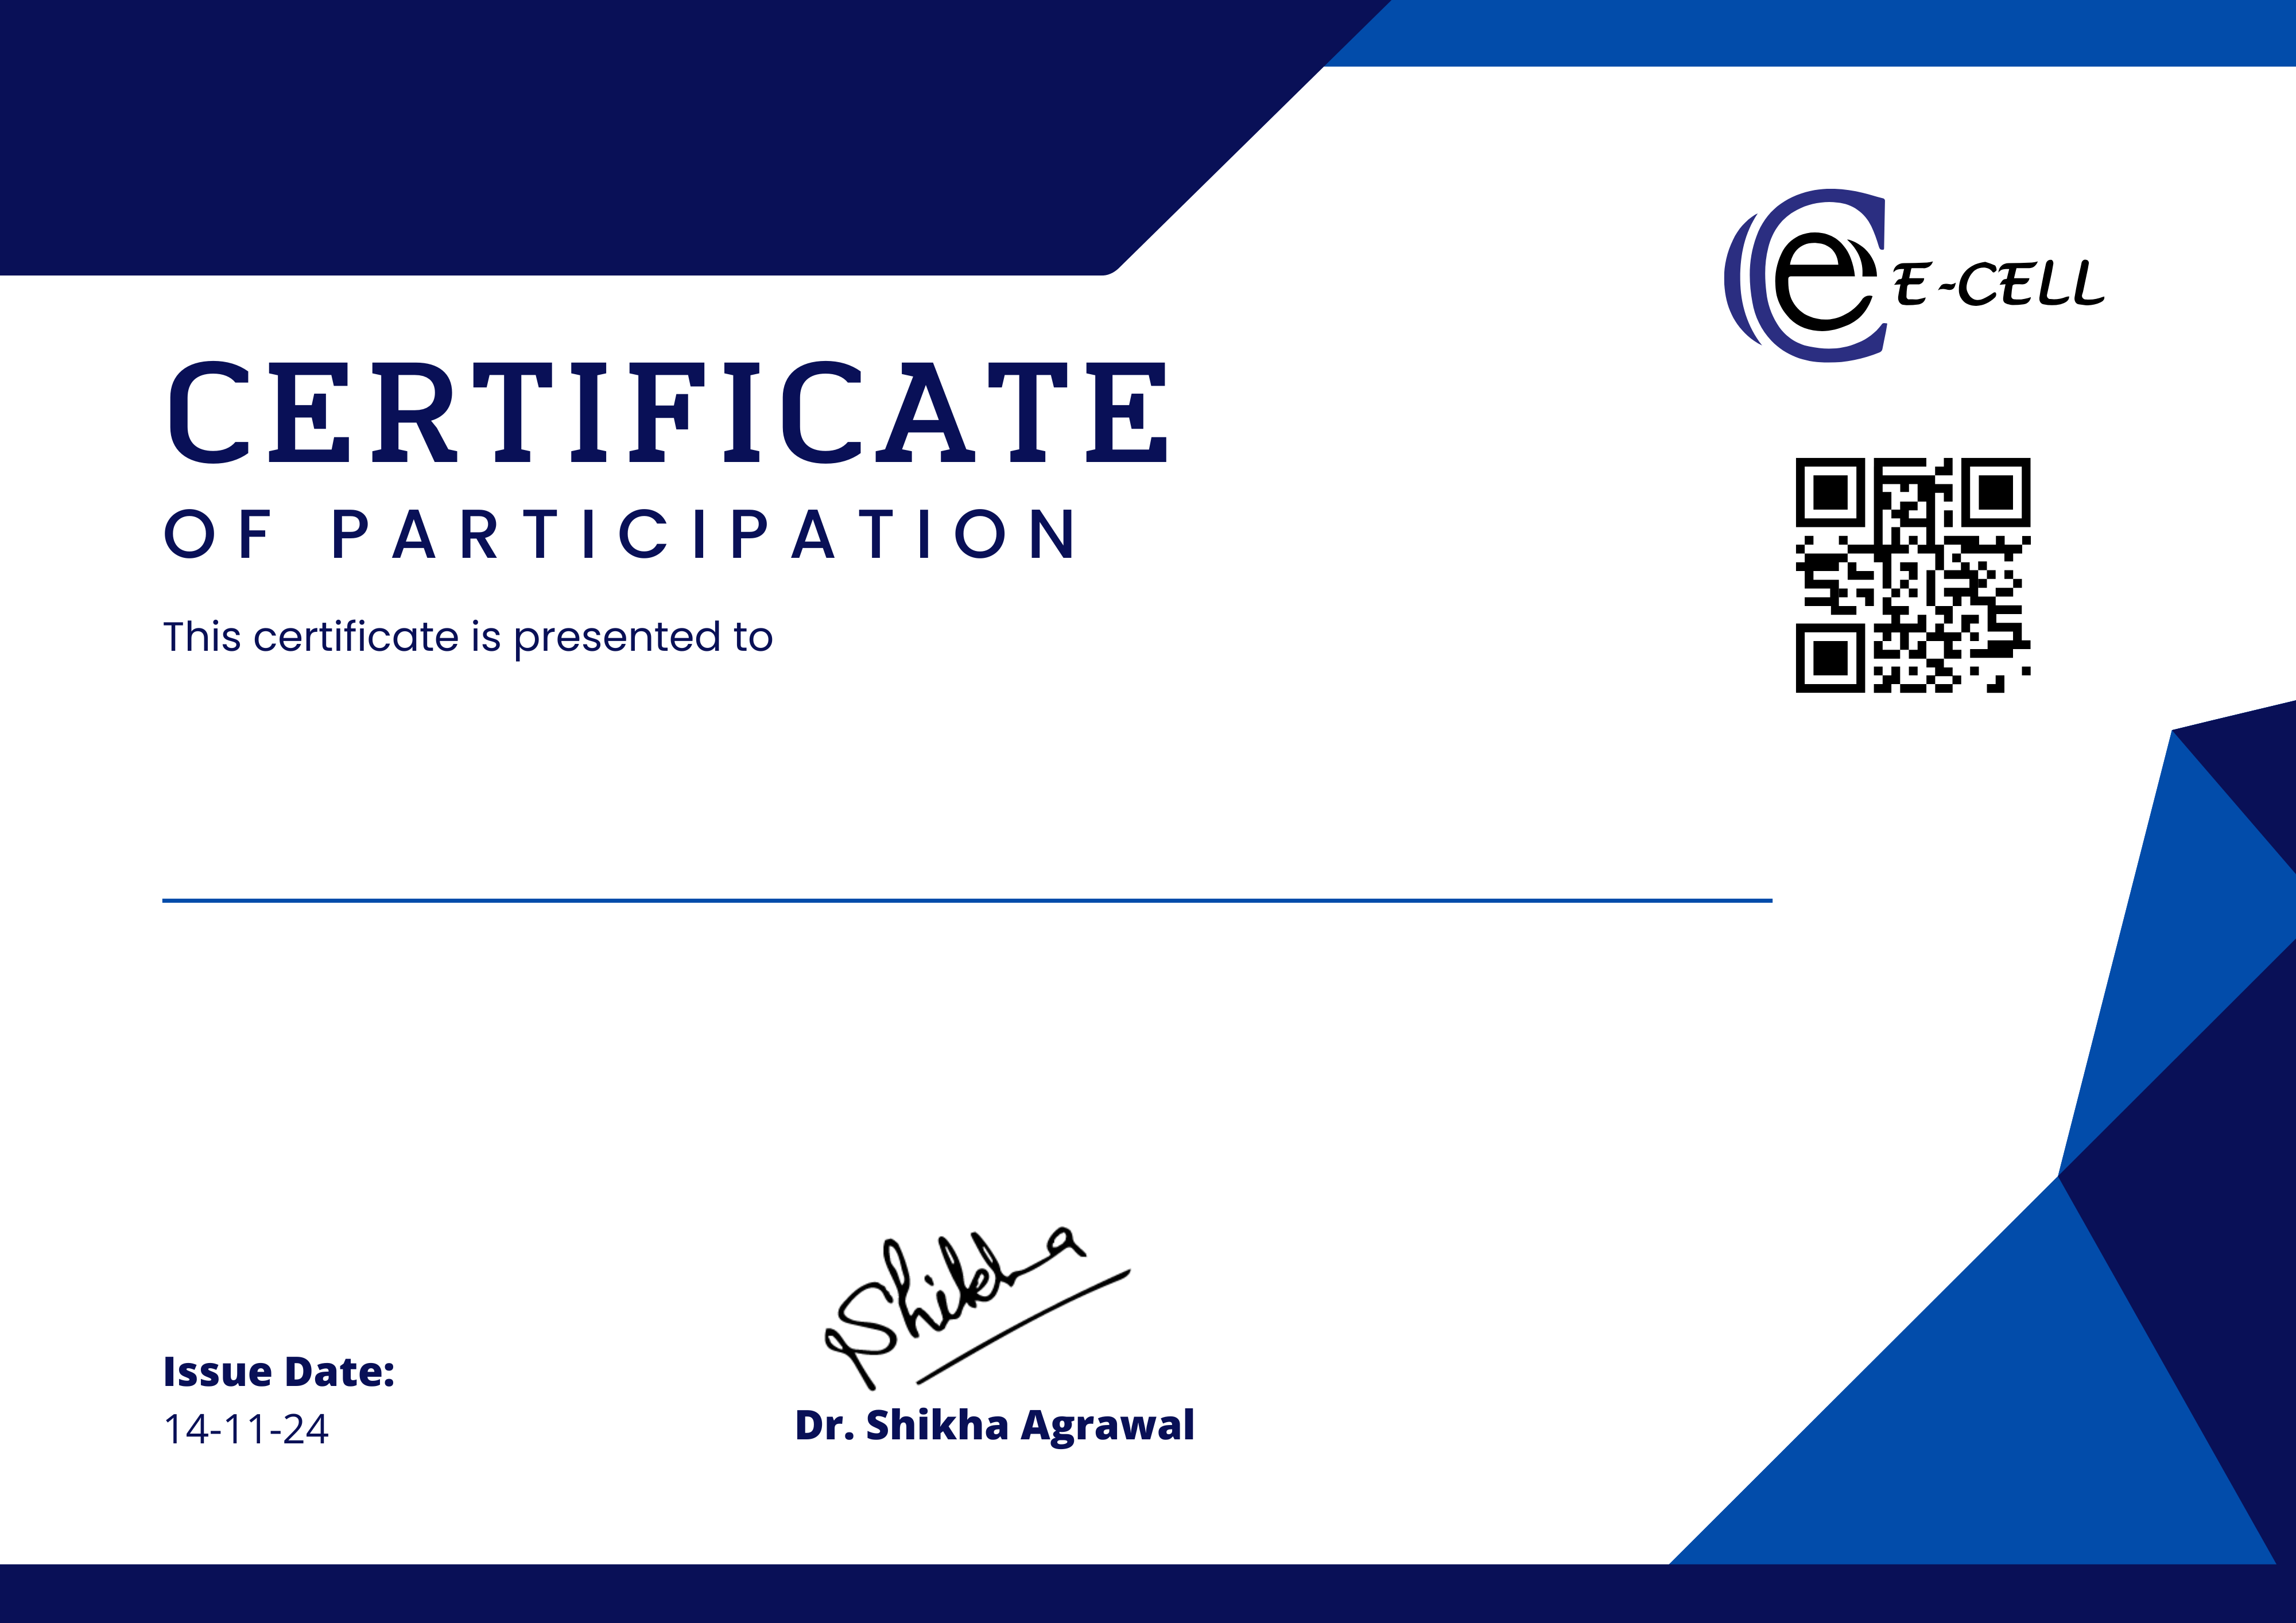 e E-CELL
CERTIFICATE
OF PARTICIPATION
This certificate is presented to
Shikha
Issue Date:
14-11-24
Dr. Shikha Agrawal